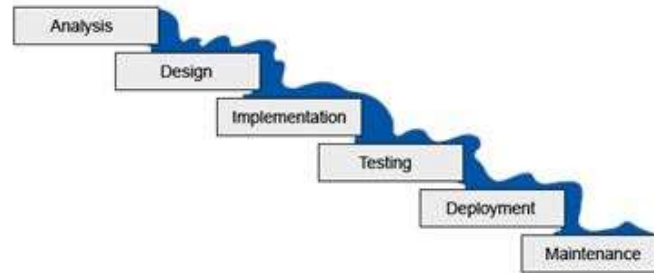 Analysis
Design
Implementation
Testing
Deployment
Maintenance